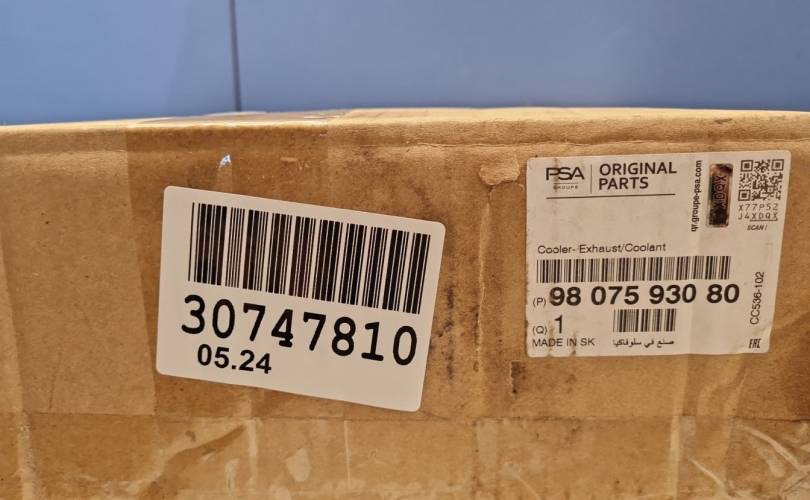 30747810
05.24
PSA
GROUPE
ORIGINAL
PARTS
qr.groupe-psa.com
X77P52
J4XDQX
SCAN !
Cooler- Exhaust/Coolant
(P) 98 075 930 80
(Q) 1
MADE IN SK صنع في سلوفاكيا
CC536-102
EAC